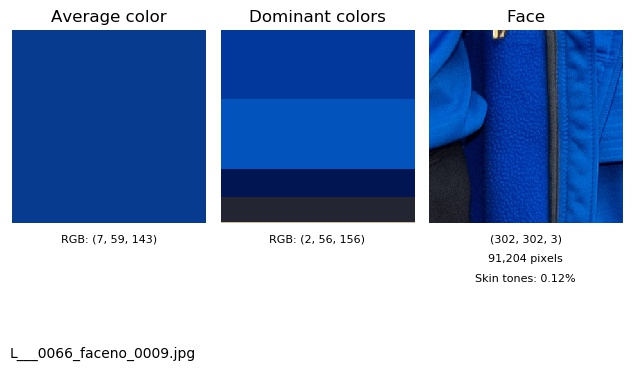 Average color
Dominant colors
Face
RGB: (7, 59, 143)
RGB: (2, 56, 156)
(302, 302, 3)
91,204 pixels
Skin tones: 0.12%
L___0066_faceno_0009.jpg